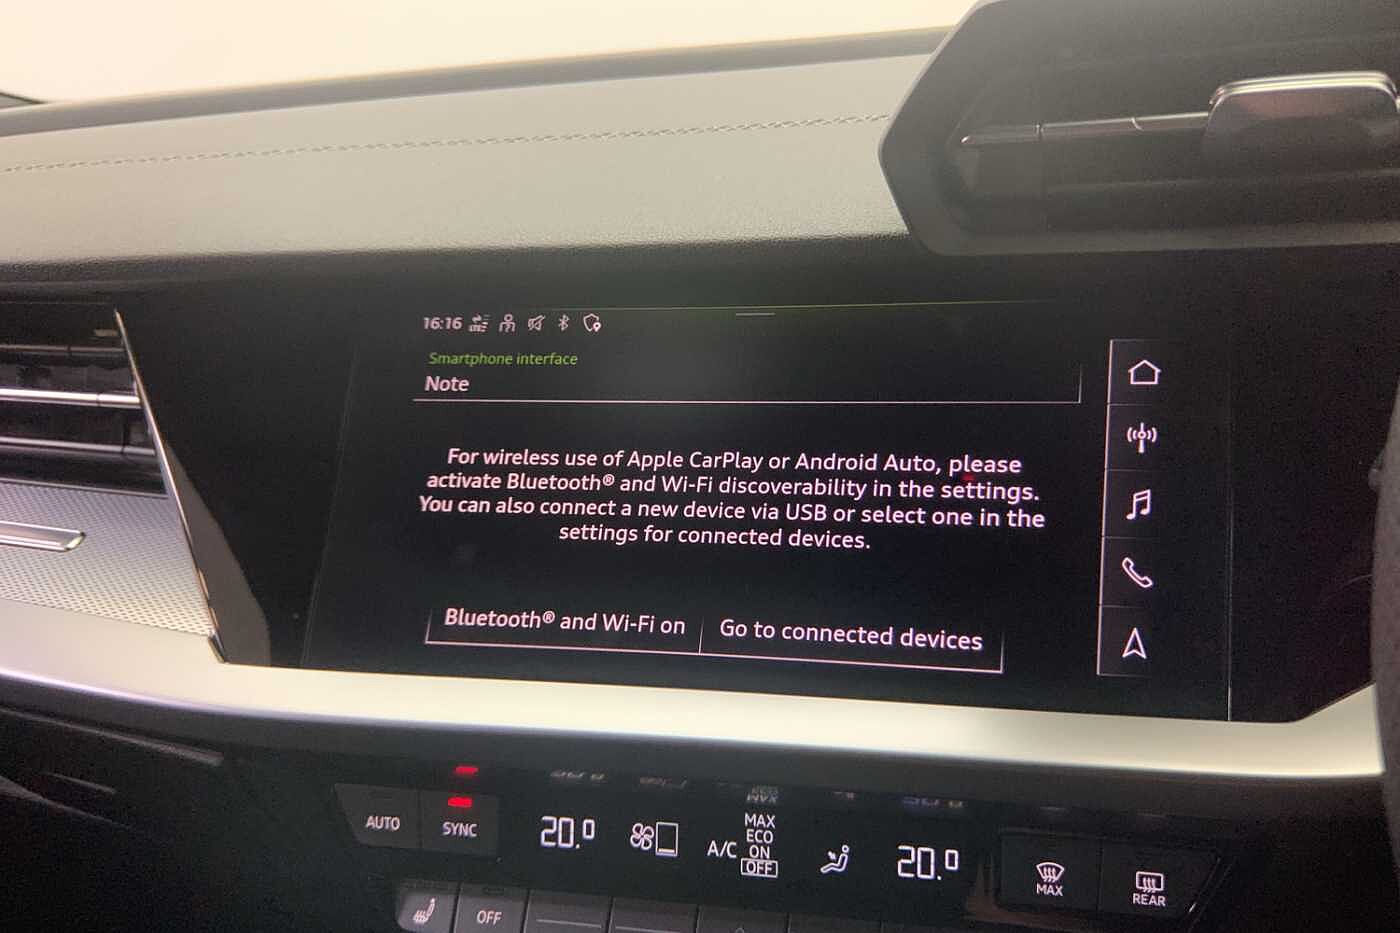 16:16
Smartphone interface
Note
For wireless use of Apple CarPlay or Android Auto, please
activate Bluetooth® and Wi-Fi discoverability in the settings.
You can also connect a new device via USB or select one in the
settings for connected devices.
Bluetooth® and Wi-Fi on
Go to connected devices
AUTO
SYNC
20.0
A/C
MAX
ECO
ON
OFF
20.0
MAX
REAR
OFF